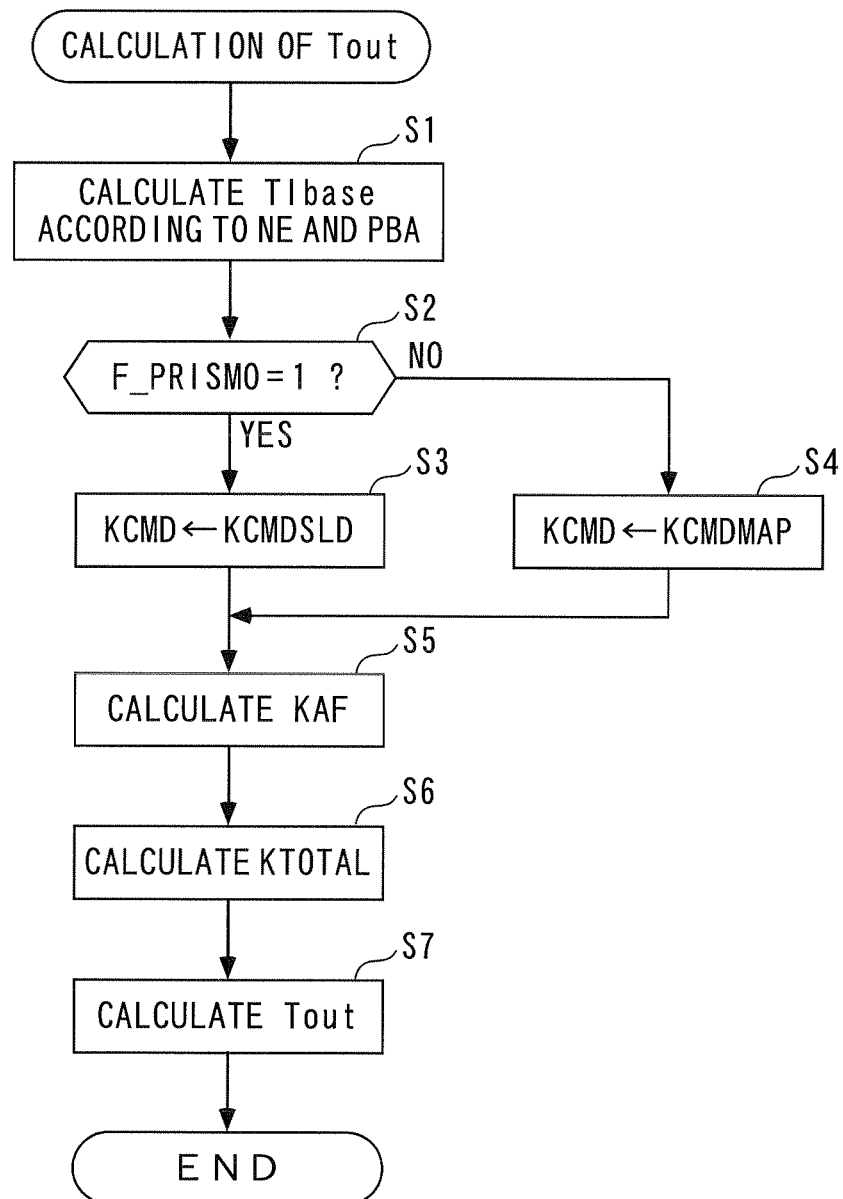 CALCULATION OF Tout
S1
CALCULATE TIbase
ACCORDING TO NE AND PBA
S2
F_PRISMO=1 ?
NO
YES
S3
KCMD←KCMDSLD
S4
KCMD←KCMDMAP
S5
CALCULATE KAF
S6
CALCULATE KTOTAL
S7
CALCULATE Tout
END